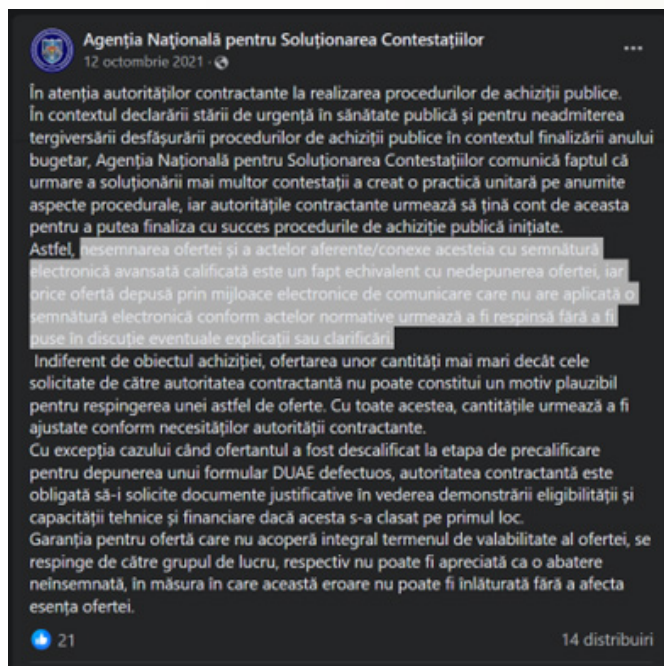 Agenția Națională pentru Soluționarea Contestațiilor
12 octombrie 2021 ·
În atenția autorităților contractante la realizarea procedurilor de achiziții publice.
În contextul declarării stării de urgență în sănătate publică și pentru neadmiterea
tergiversării desfășurării procedurilor de achiziții publice în contextul finalizării anului
bugetar, Agenția Națională pentru Soluționarea Contestațiilor comunică faptul că
urmare a soluționării mai multor contestații a creat o practică unitară pe anumite
aspecte procedurale, iar autoritățile contractante urmează să țină cont de aceasta
pentru a putea finaliza cu succes procedurile de achiziție publică inițiate.
Astfel, nesemnarea ofertei și a actelor aferente/conexe acesteia cu semnătură
electronică avansată calificată este un fapt echivalent cu nedepunerea ofertei, iar
orice ofertă depusă prin mijloace electronice de comunicare care nu are aplicată o
semnătură electronică conform actelor normative urmează a fi respinsă fără a fi
puse în discuție eventuale explicații sau clarificări.
Indiferent de obiectul achiziției, ofertarea unor cantități mai mari decât cele
solicitate de către autoritatea contractantă nu poate constitui un motiv plauzibil
pentru respingerea unei astfel de oferte. Cu toate acestea, cantitățile urmează a fi
ajustate conform necesităților autorității contractante.
Cu excepția cazului când ofertantul a fost descalificat la etapa de precalificare
pentru depunerea unui formular DUAE defectuos, autoritatea contractantă este
obligată să-i solicite documente justificative în vederea demonstrării eligibilității și
capacității tehnice și financiare dacă acesta s-a clasat pe primul loc.
Garanția pentru ofertă care nu acoperă integral termenul de valabilitate al ofertei, se
respinge de către grupul de lucru, respectiv nu poate fi apreciată ca o abatere
neînsemnată, în măsura în care această eroare nu poate fi înlăturată fără a afecta
esența ofertei.
21
14 distribuiri